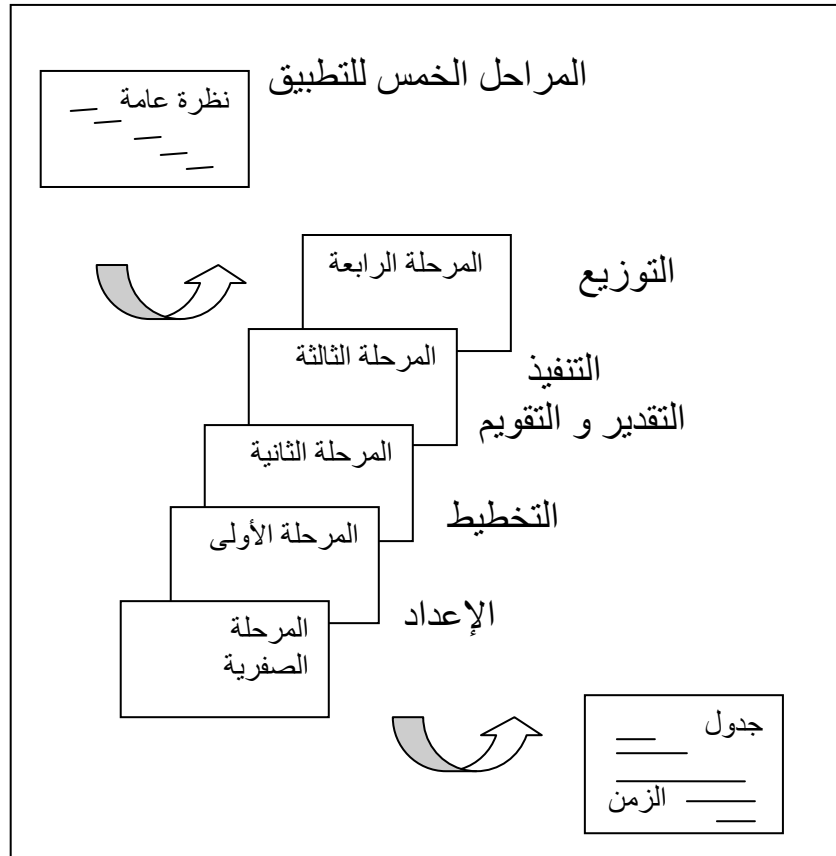 المراحل الخمس للتطبيق
نظرة عامة
المرحلة الرابعة
التوزيع
المرحلة الثالثة
التنفيذ
التقدير و التقويم
المرحلة الثانية
التخطيط
المرحلة الأولى
الإعداد
المرحلة
الصفرية
جدول
الزمن